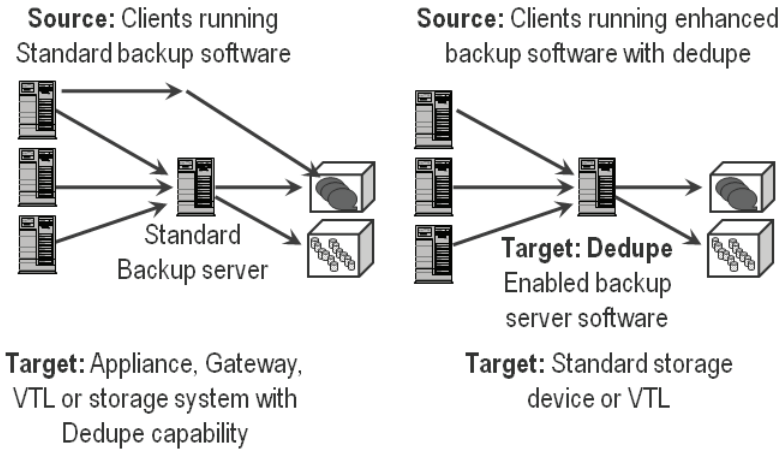 Source: Clients running
Standard backup software
Standard
Backup server
Target: Appliance, Gateway,
VTL or storage system with
Dedupe capability
Source: Clients running enhanced
backup software with dedupe
Target: Dedupe
Enabled backup
server software
Target: Standard storage
device or VTL